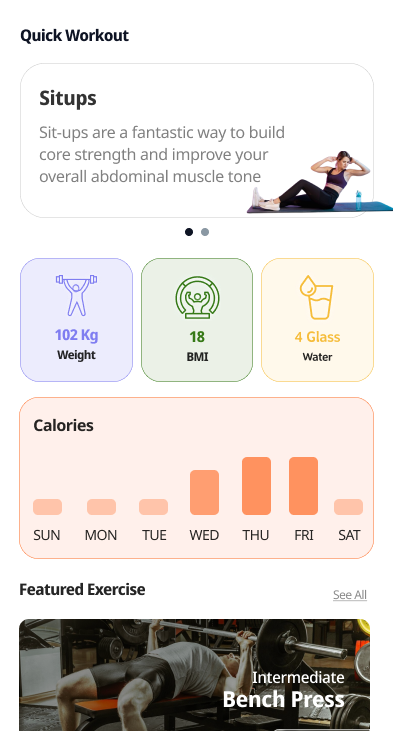 Quick Workout
Situps
Sit-ups are a fantastic way to build
core strength and improve your
overall abdominal muscle tone
102 Kg
Weight
18
BMI
4 Glass
Water
Calories
SUN MON TUE WED THU FRI SAT
Featured Exercise
See All
Intermediate
Bench Press